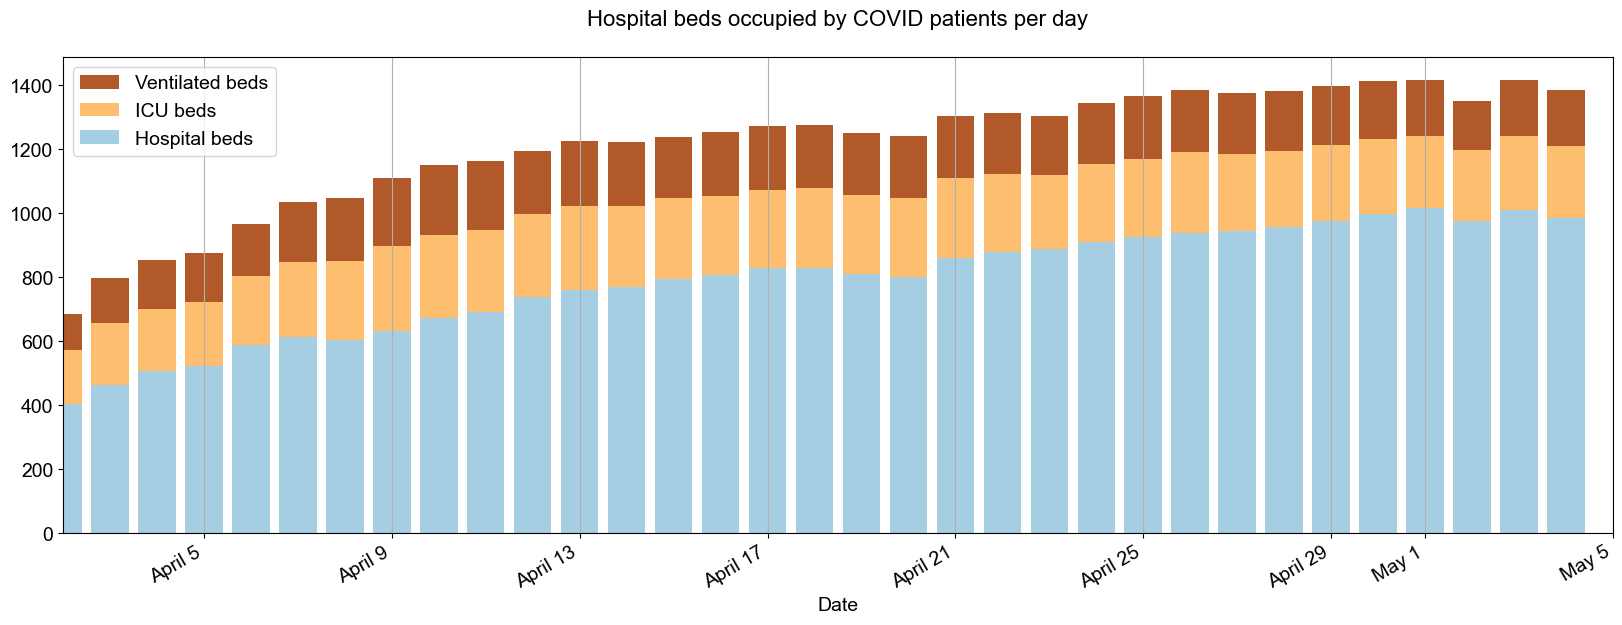 Hospital beds occupied by COVID patients per day
Ventilated beds
ICU beds
Hospital beds
1400
1200
1000
800
600
400
200
0
April 5
April 9
April 13
April 17
April 21
April 25
April 29
May 1
May 5
Date